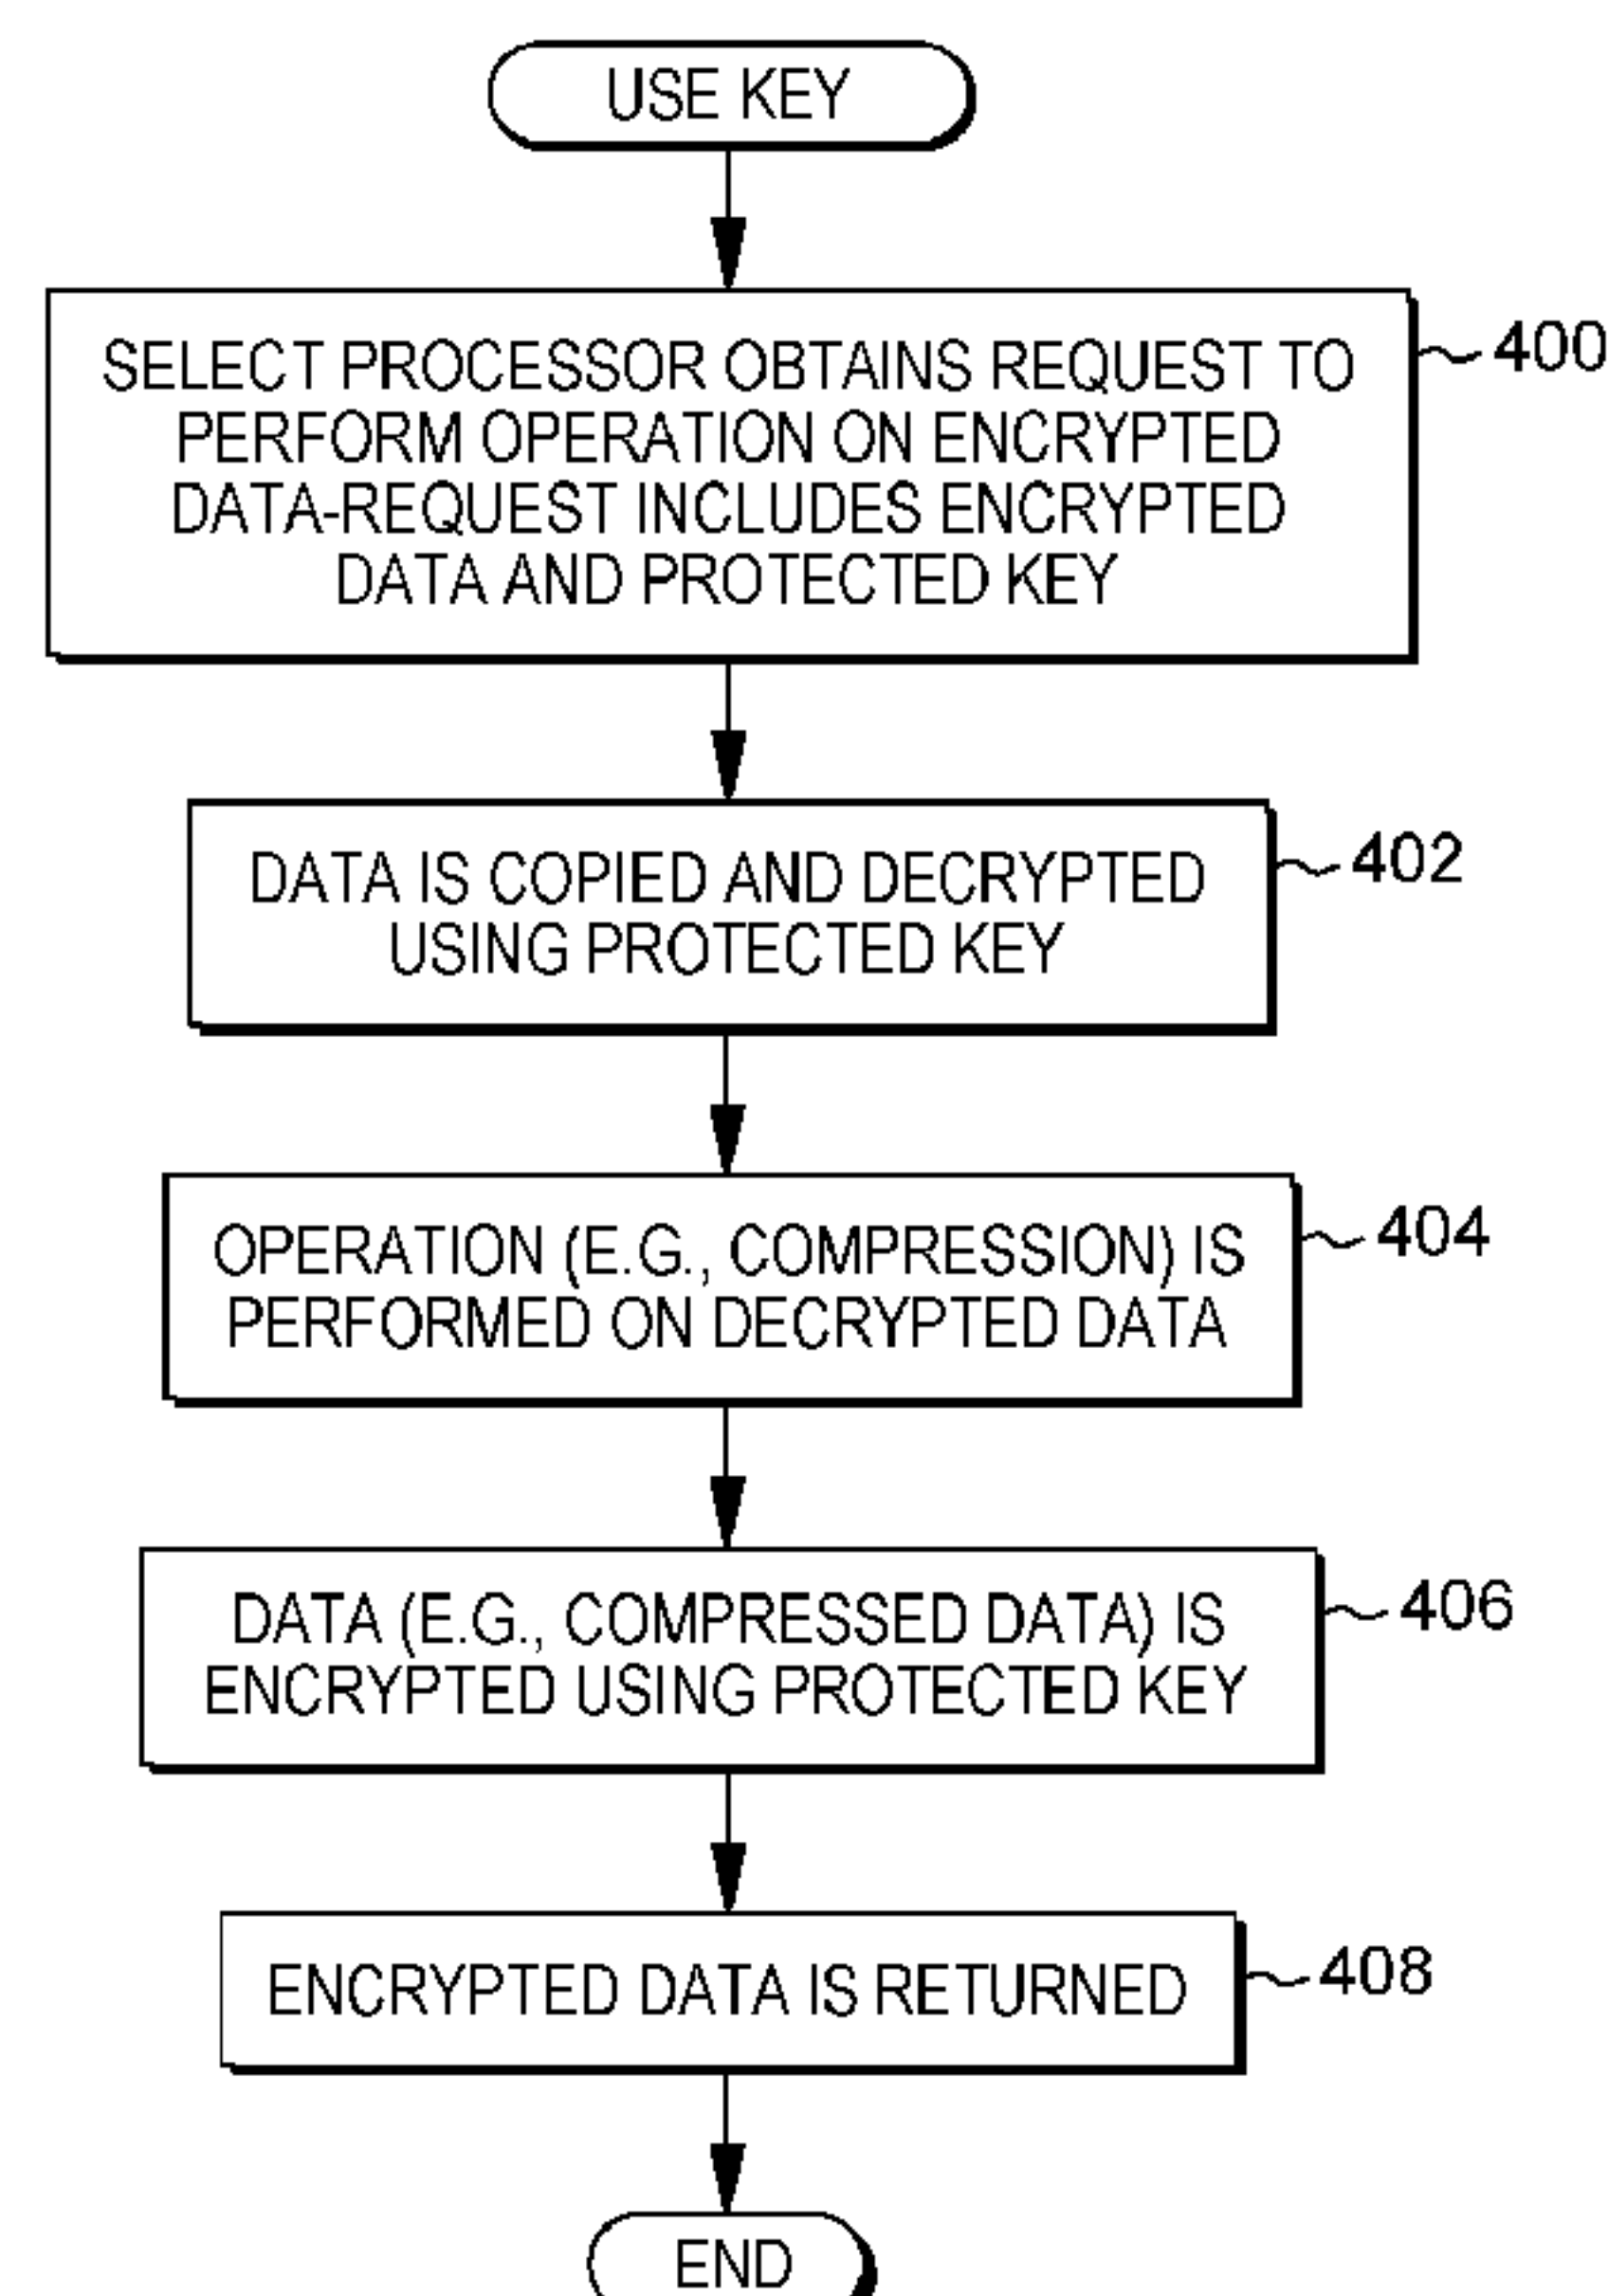 USE KEY
SELECT PROCESSOR OBTAINS REQUEST TO
PERFORM OPERATION ON ENCRYPTED
DATA-REQUEST INCLUDES ENCRYPTED
DATA AND PROTECTED KEY
400
DATA IS COPIED AND DECRYPTED
USING PROTECTED KEY
402
OPERATION (E.G., COMPRESSION) IS
PERFORMED ON DECRYPTED DATA
404
DATA (E.G., COMPRESSED DATA) IS
ENCRYPTED USING PROTECTED KEY
406
ENCRYPTED DATA IS RETURNED
408
END